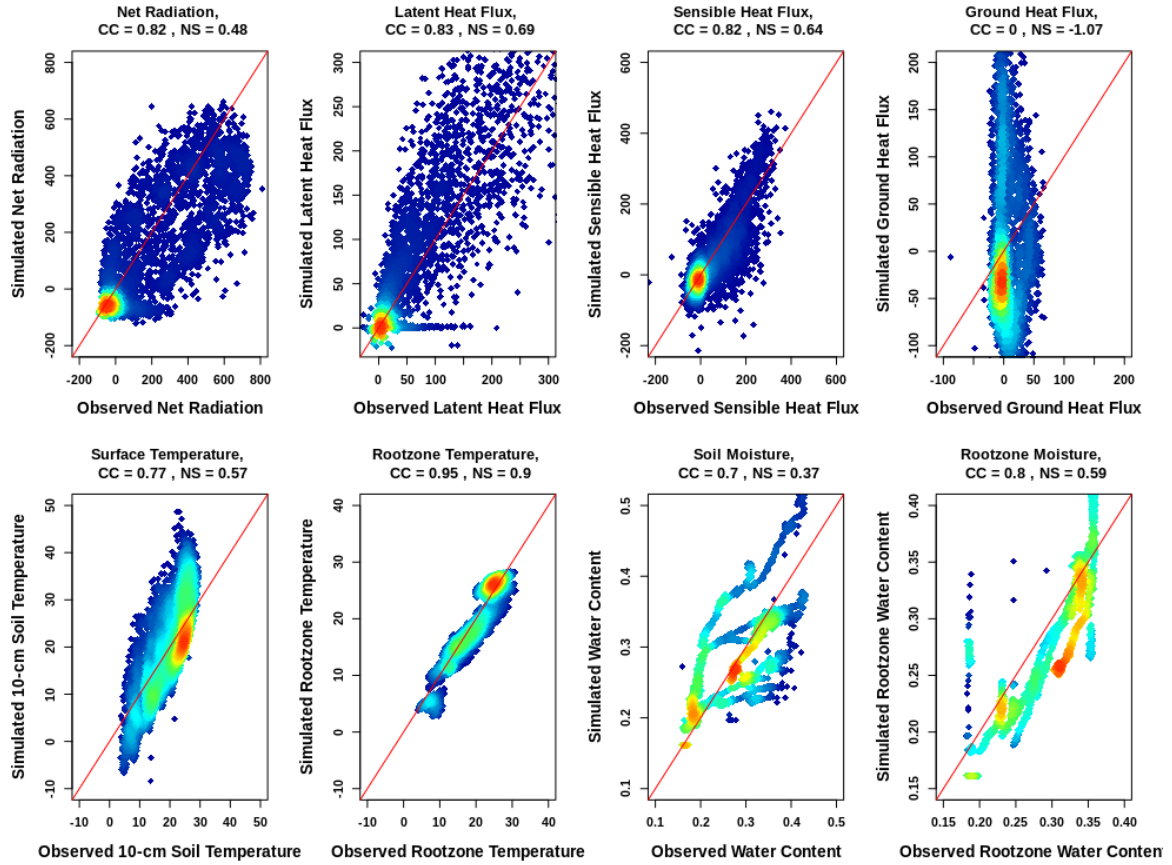 Net Radiation,
CC = 0.82 , NS = 0.48
Latent Heat Flux,
CC = 0.83 , NS = 0.69
Sensible Heat Flux,
CC = 0.82 , NS = 0.64
Ground Heat Flux,
CC = 0 , NS = -1.07
Simulated Net Radiation
800
600
400
200
0
-200
-200 0 200 400 600 800
Observed Net Radiation
Simulated Latent Heat Flux
300
250
200
150
100
50
0
0 50 100 150 200 300
Observed Latent Heat Flux
Simulated Sensible Heat Flux
600
400
200
0
-200
-200 0 200 400 600
Observed Sensible Heat Flux
Simulated Ground Heat Flux
200
150
100
50
0
-50
-100
-100 0 50 100 200
Observed Ground Heat Flux
Surface Temperature,
CC = 0.77 , NS = 0.57
Rootzone Temperature,
CC = 0.95 , NS = 0.9
Soil Moisture,
CC = 0.7 , NS = 0.37
Rootzone Moisture,
CC = 0.8 , NS = 0.59
Simulated 10-cm Soil Temperature
50
40
30
20
10
0
-10
-10 0 10 20 30 40 50
Observed 10-cm Soil Temperature
Simulated Rootzone Temperature
40
30
20
10
0
-10
-10 0 10 20 30 40
Observed Rootzone Temperature
Simulated Water Content
0.5
0.4
0.3
0.2
0.1
0.1 0.2 0.3 0.4 0.5
Observed Water Content
Simulated Rootzone Water Content
0.40
0.35
0.30
0.25
0.20
0.15
0.15 0.20 0.25 0.30 0.35 0.40
Observed Rootzone Water Content